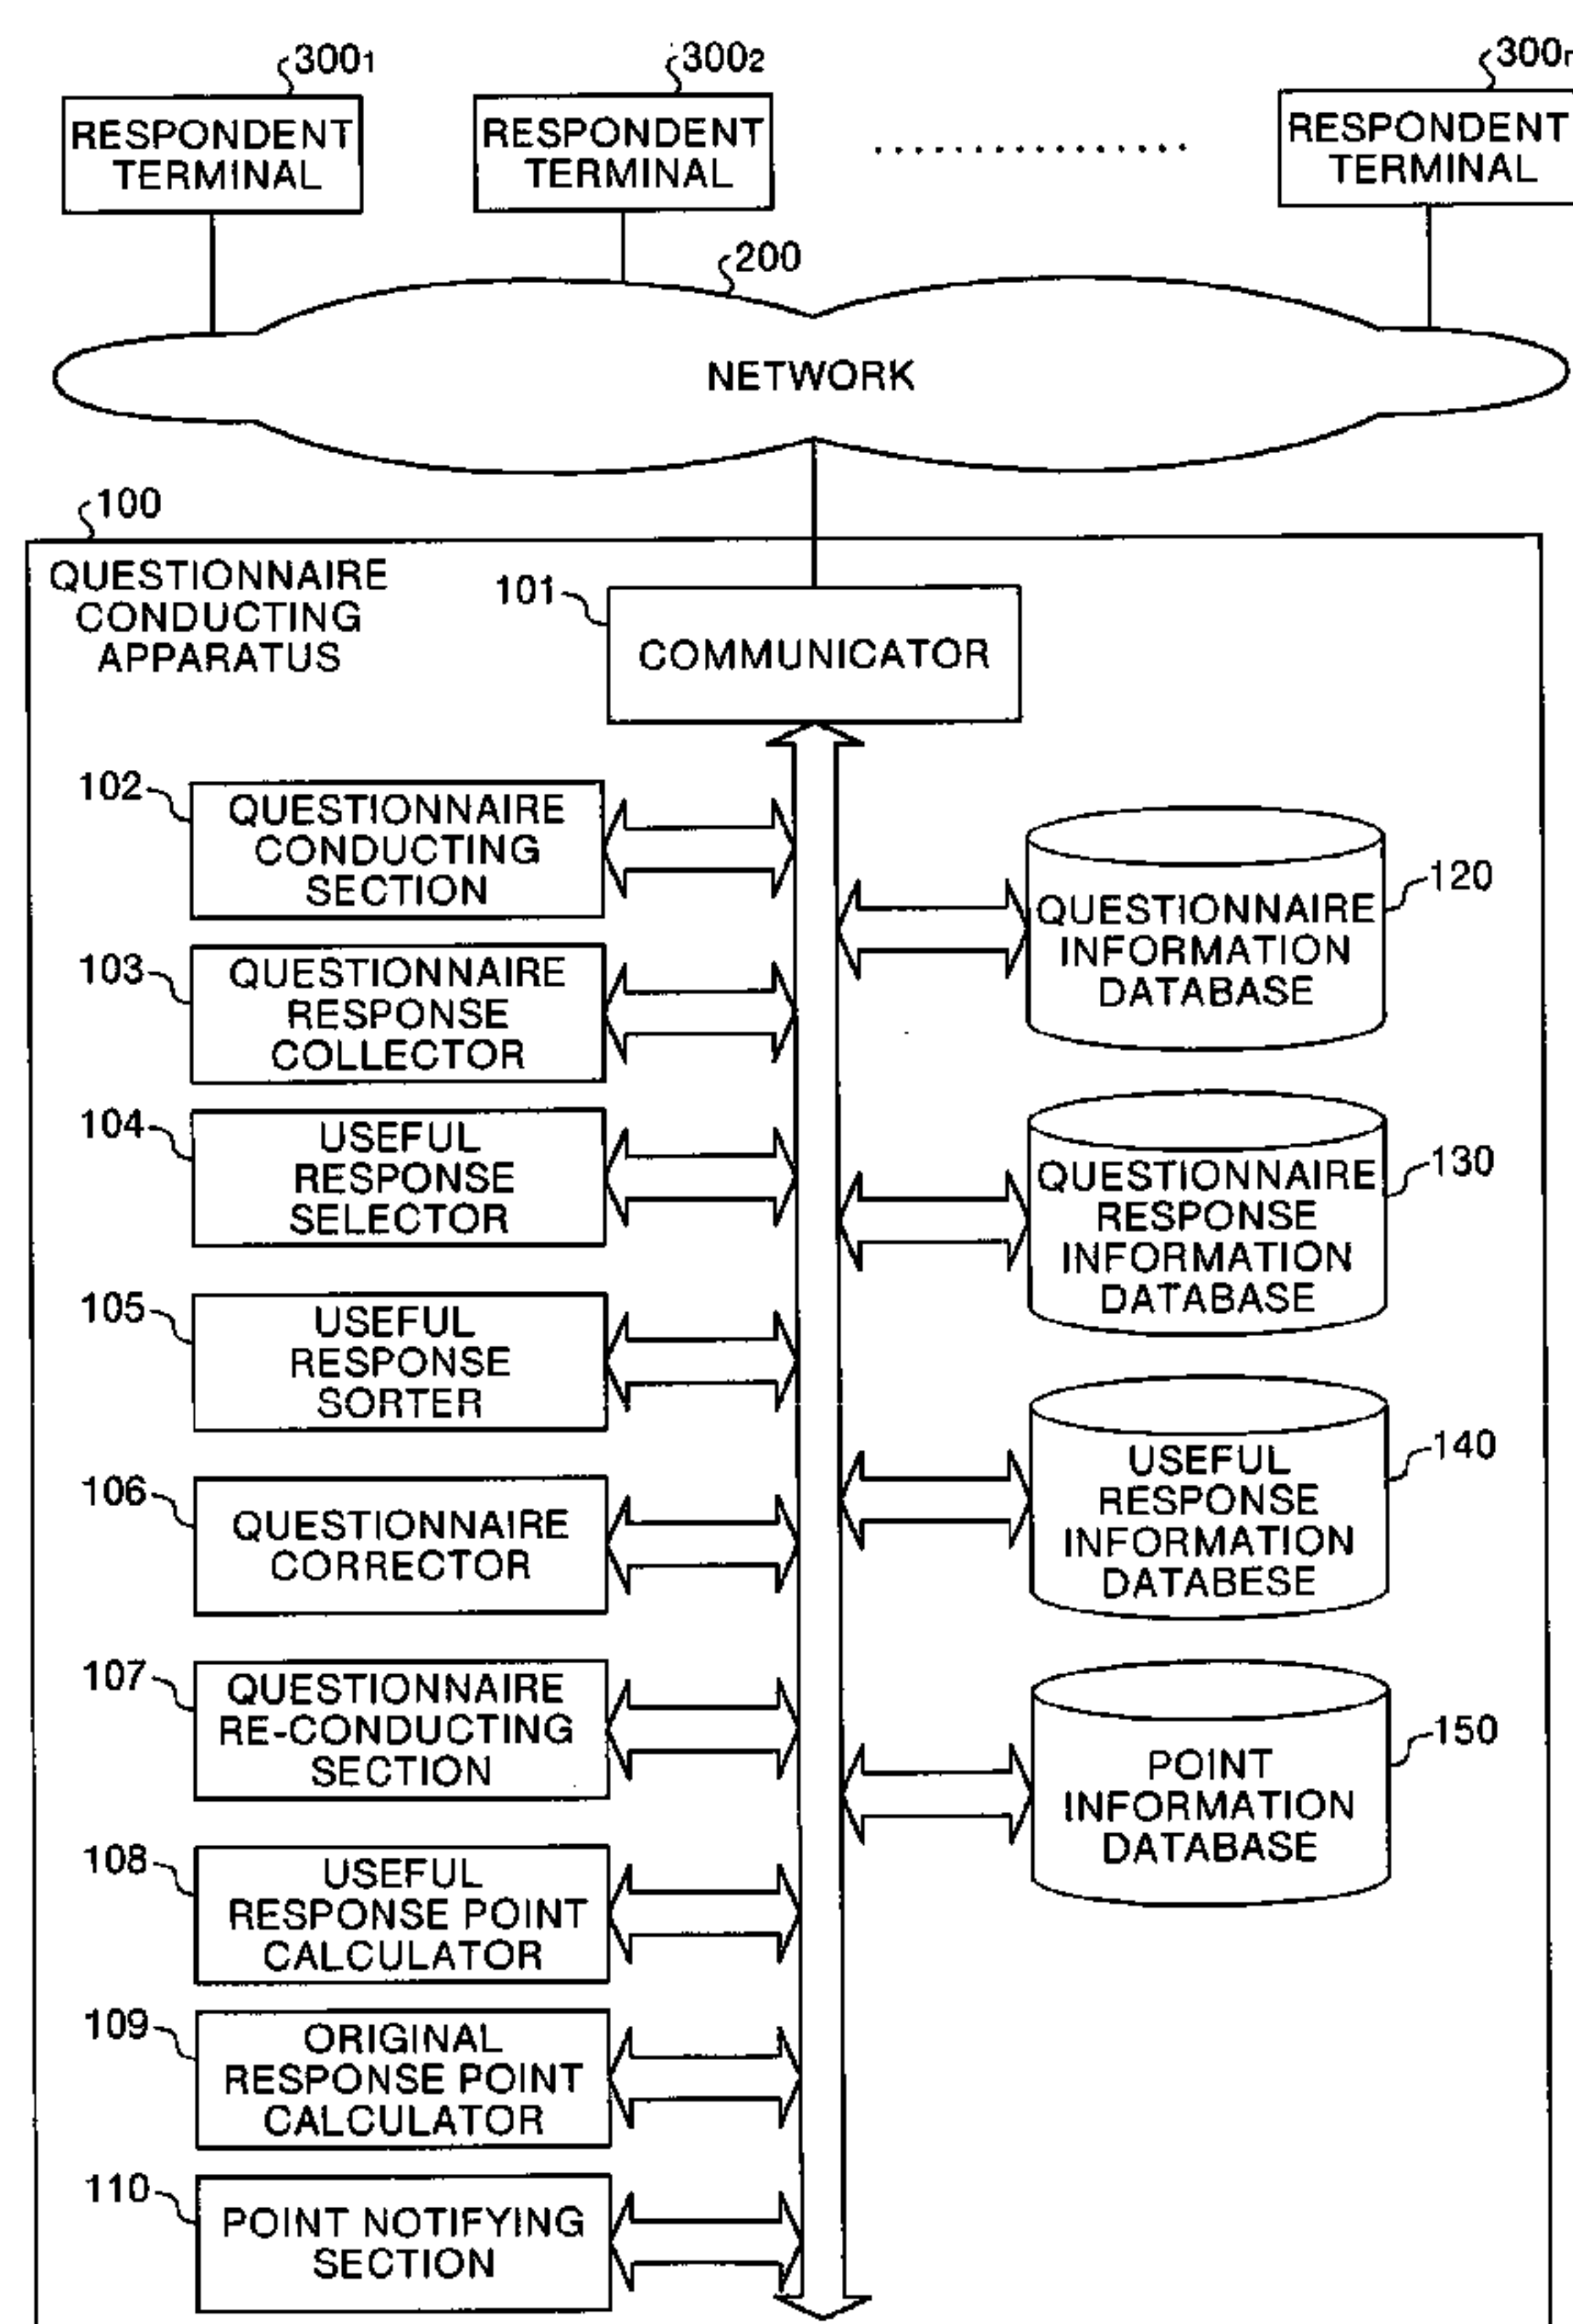 300₁
300₂
300n
RESPONDENT
TERMINAL
RESPONDENT
TERMINAL
................
RESPONDENT
TERMINAL
200
NETWORK
100
QUESTIONNAIRE
CONDUCTING
APPARATUS
101
COMMUNICATOR
102
QUESTIONNAIRE
CONDUCTING
SECTION
103
QUESTIONNAIRE
RESPONSE
COLLECTOR
104
USEFUL
RESPONSE
SELECTOR
105
USEFUL
RESPONSE
SORTER
106
QUESTIONNAIRE
CORRECTOR
107
QUESTIONNAIRE
RE-CONDUCTING
SECTION
108
USEFUL
RESPONSE POINT
CALCULATOR
109
ORIGINAL
RESPONSE POINT
CALCULATOR
110
POINT NOTIFYING
SECTION
120
QUESTIONNAIRE
INFORMATION
DATABASE
130
QUESTIONNAIRE
RESPONSE
INFORMATION
DATABASE
140
USEFUL
RESPONSE
INFORMATION
DATABESE
150
POINT
INFORMATION
DATABASE